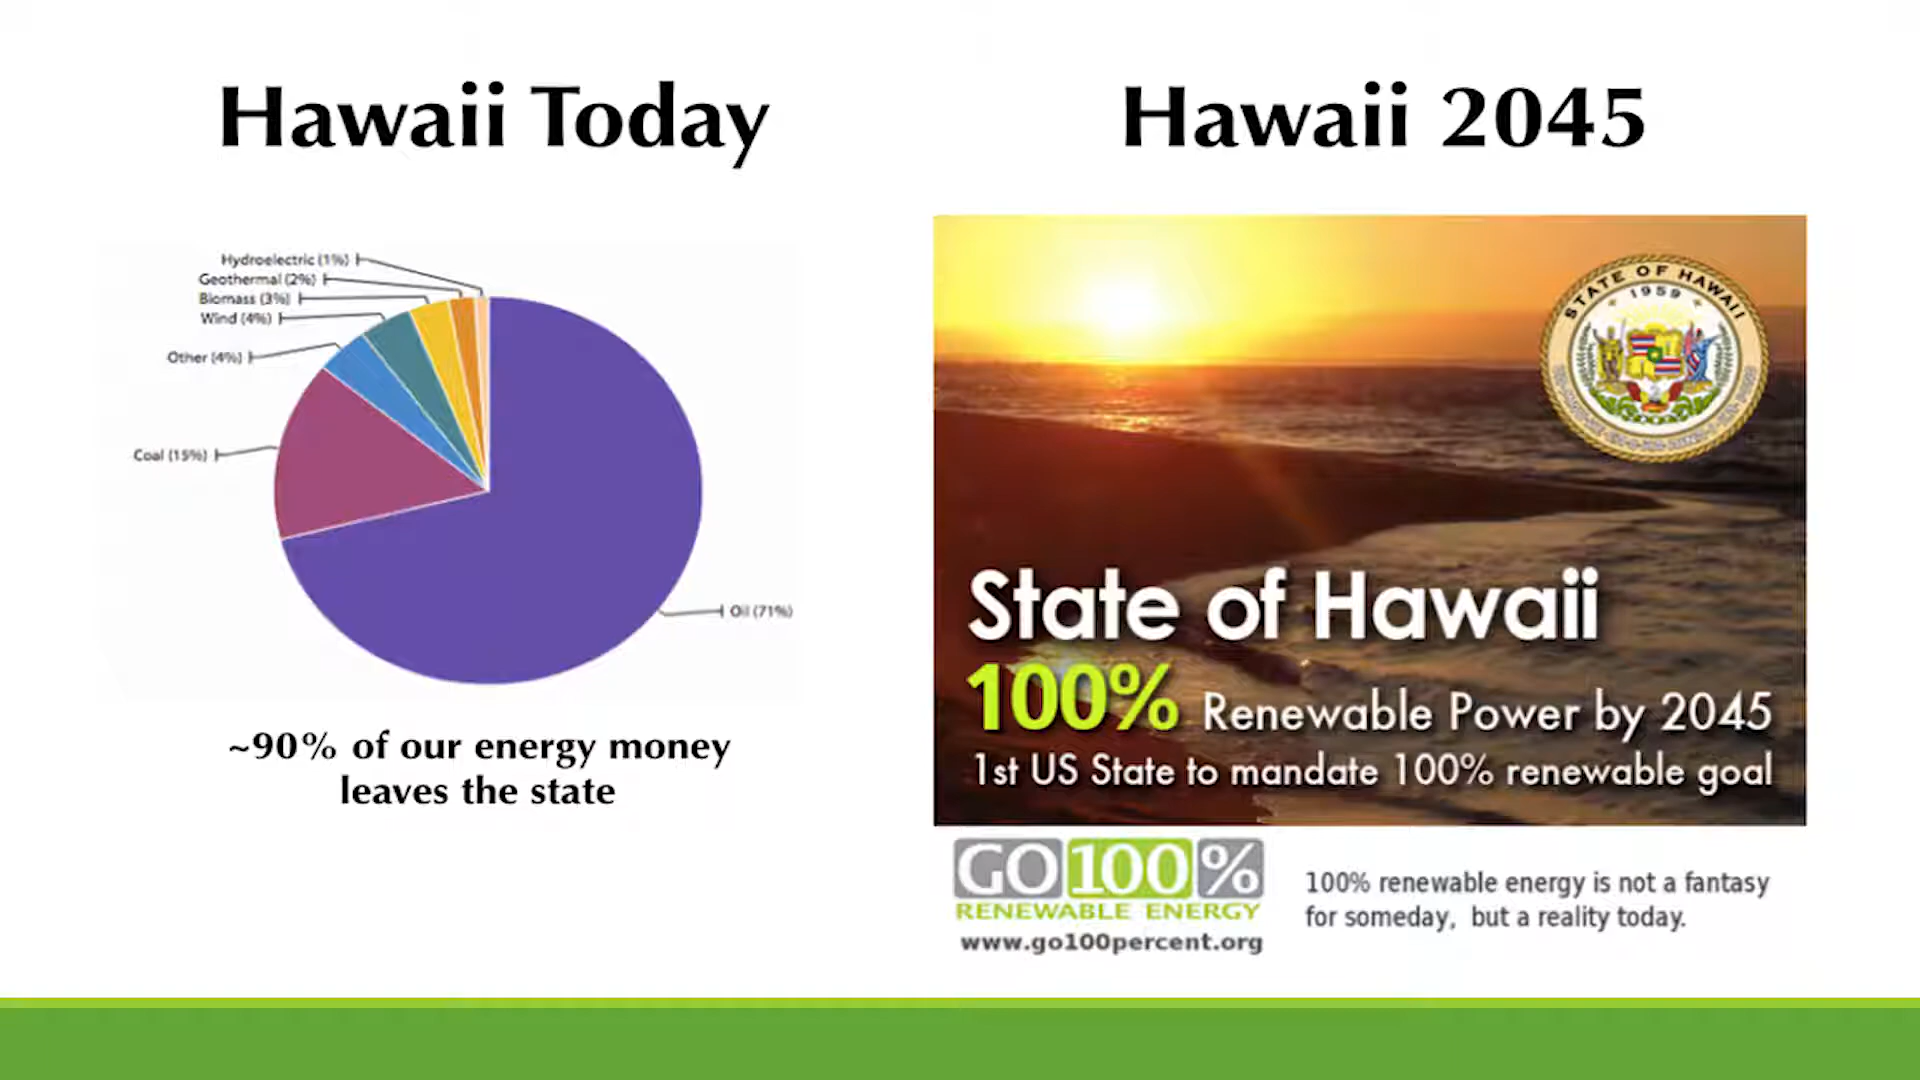 Hawaii Today
Hydroelectric (1%)
Geothermal (2%)
Biomass (3%)
Wind (4%)
Other (4%)
Coal (15%)
Oil (71%)
~90% of our energy money
leaves the state
Hawaii 2045
STATE OF HAWAII
1959
State of Hawaii
100% Renewable Power by 2045
1st US State to mandate 100% renewable goal
GO100%
RENEWABLE ENERGY
www.go100percent.org
100% renewable energy is not a fantasy
for someday, but a reality today.